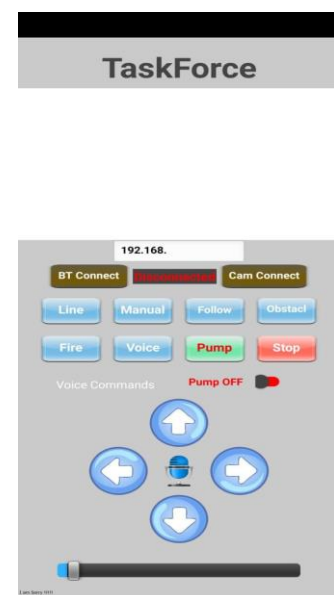 TaskForce
192.168.
BT Connect Disconnected Cam Connect
Line Manual Follow Obstacl
Fire Voice Pump Stop
Voice Commands Pump OFF